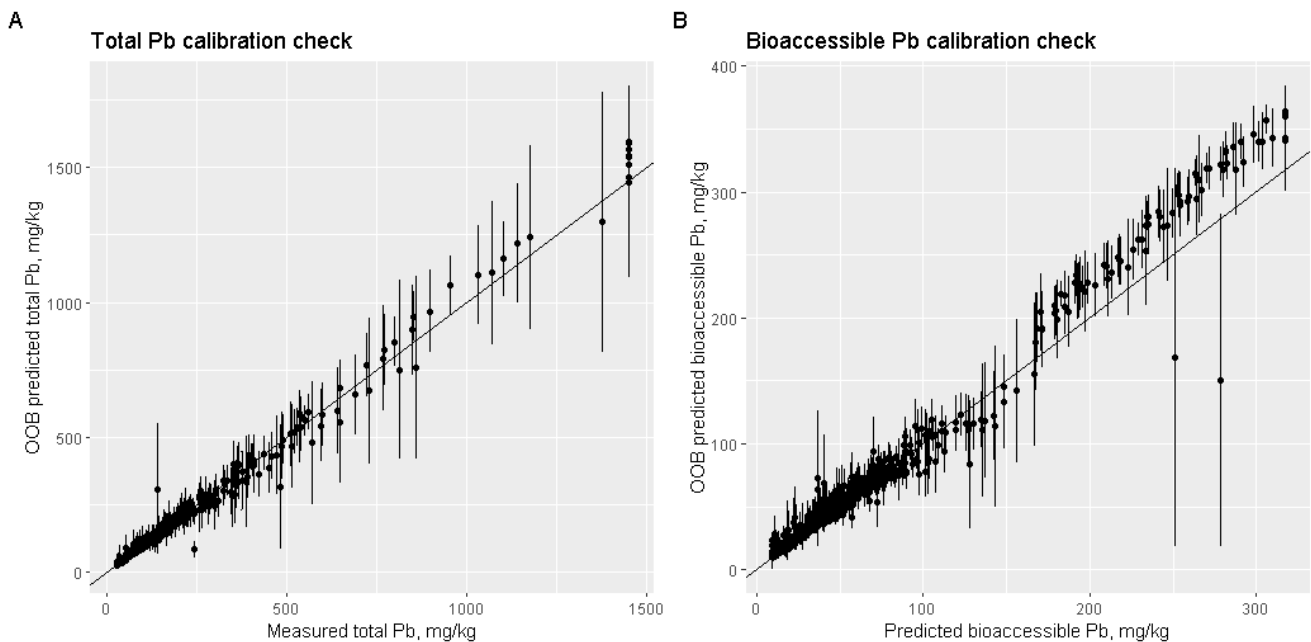 A
Total Pb calibration check
OOB predicted total Pb, mg/kg
1500
1000
500
0
0 500 1000 1500
Measured total Pb, mg/kg
B
Bioaccessible Pb calibration check
OOB predicted bioaccessible Pb, mg/kg
400
300
200
100
0
0 100 200 300
Predicted bioaccessible Pb, mg/kg